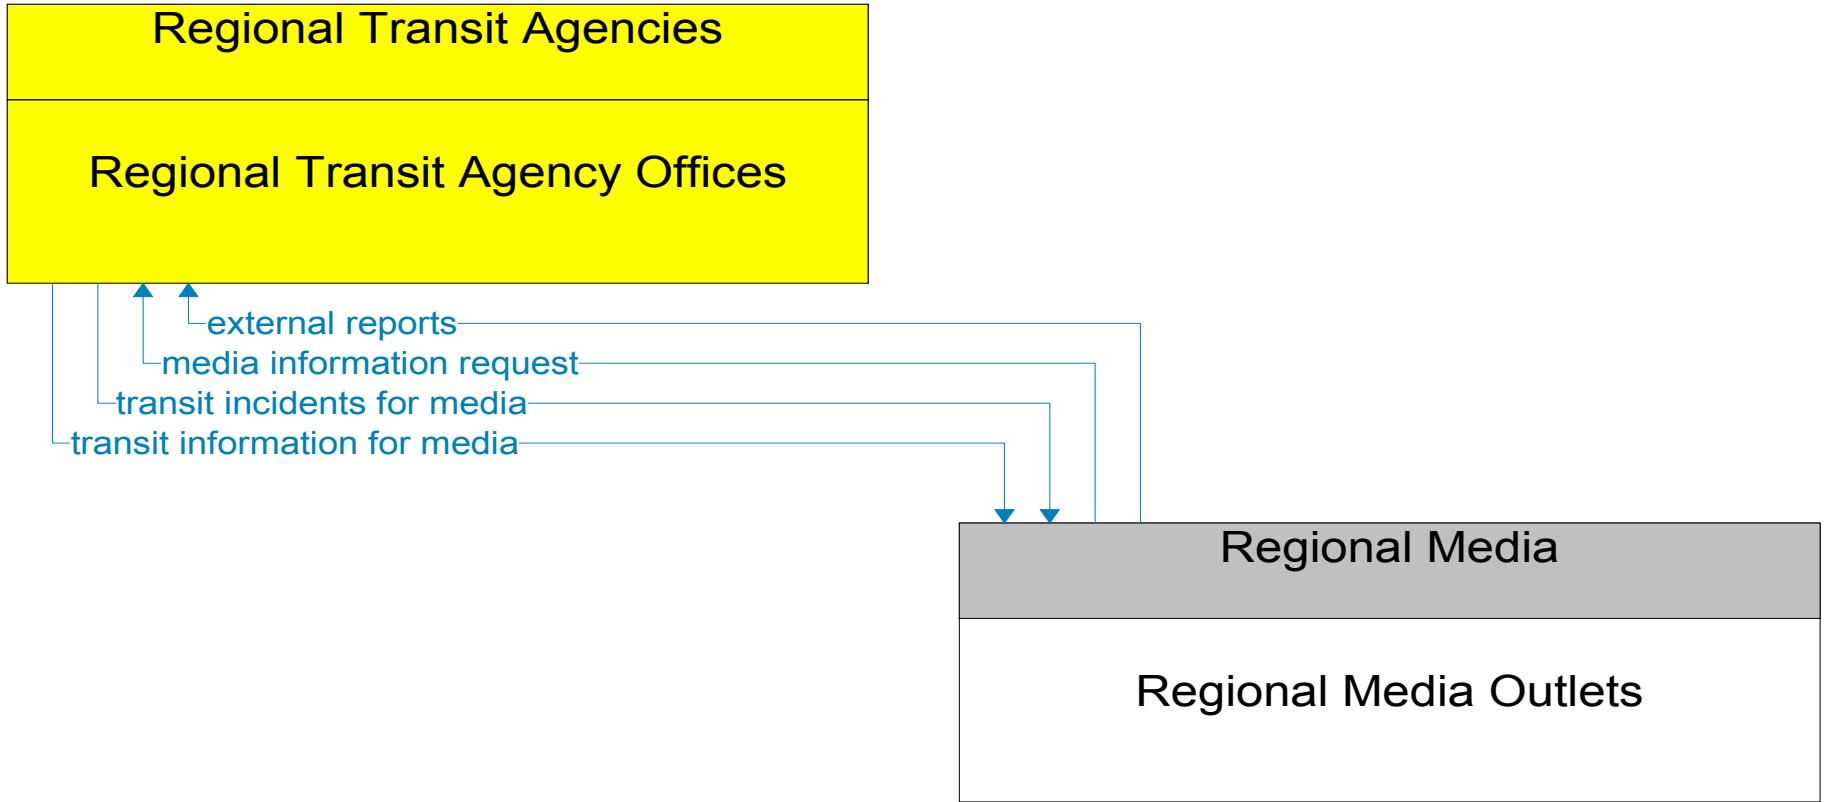 Regional Transit Agencies
Regional Transit Agency Offices
external reports
media information request
transit incidents for media
transit information for media
Regional Media
Regional Media Outlets